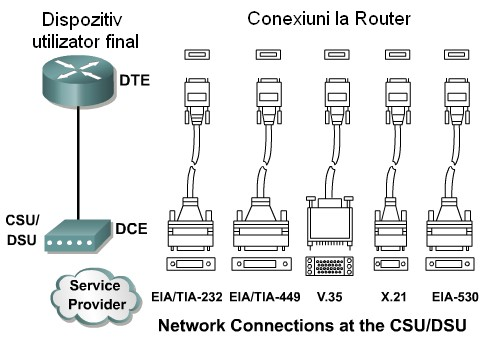 Dispozitiv
utilizator final
Conexiuni la Router
DTE
CSU/
DSU
DCE
Service
Provider
EIA/TIA-232 EIA/TIA-449 V.35 X.21 EIA-530
Network Connections at the CSU/DSU